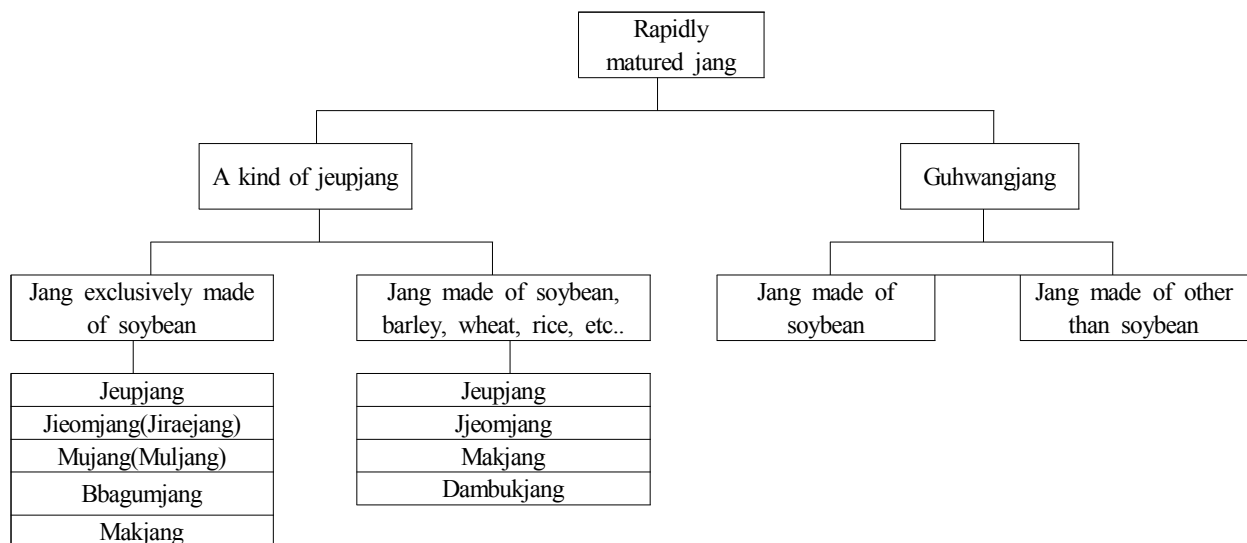 Rapidly
matured jang
A kind of jeupjang
Guhwangjang
Jang exclusively made
of soybean
Jang made of soybean,
barley, wheat, rice, etc..
Jang made of
soybean
Jang made of other
than soybean
Jeupjang
Jieomjang(Jiraejang)
Mujang(Muljang)
Bbagumjang
Makjang
Jeupjang
Jjeomjang
Makjang
Dambukjang